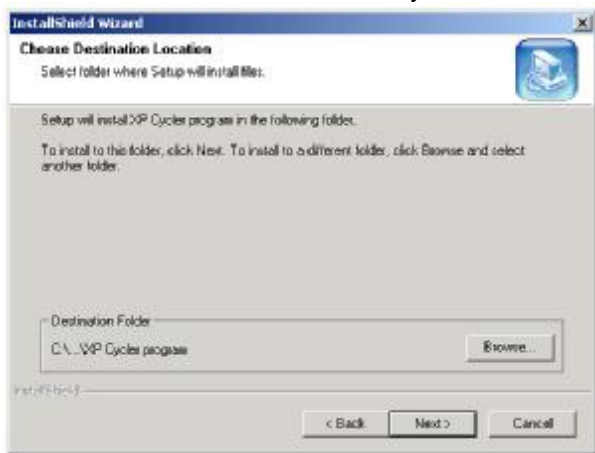 InstallShield Wizard
Choose Destination Location
Select folder where Setup will install files.
Setup will install XP Cycler program in the following folder.
To install to this folder, click Next. To install to a different folder, click Browse and select
another folder.
Destination Folder
C:\...\XP Cycler program
Browse...
InstallShield
< Back
Next >
Cancel